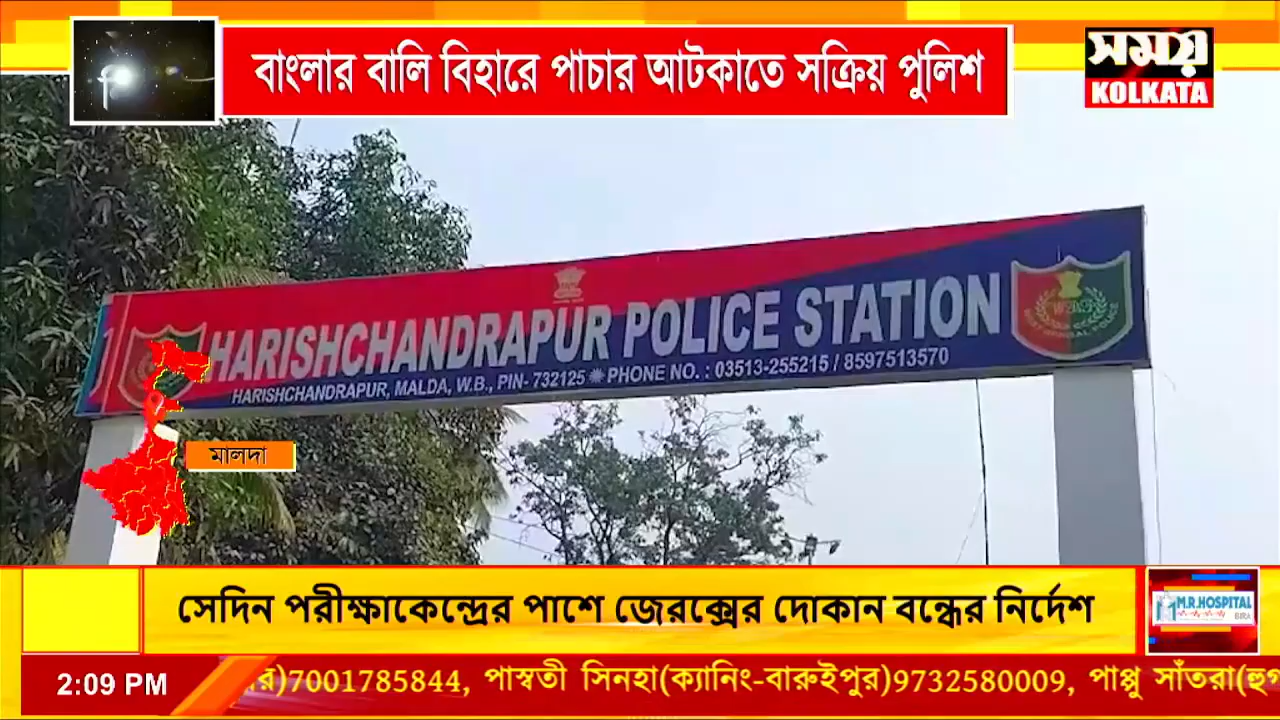 বাংলার বালি বিহারে পাচার আটকাতে সক্রিয় পুলিশ
সময়
KOLKATA
HARISHCHANDRAPUR POLICE STATION
HARISHCHANDRAPUR, MALDA, W.B., PIN- 732125 ✹ PHONE NO. : 03513-255215 / 8597513570
মালদা
সেদিন পরীক্ষাকেন্দ্রের পাশে জেরক্সের দোকান বন্ধের নির্দেশ
M.R.HOSPITAL
2:09 PM
র)7001785844, পাস্বতী সিনহা(ক্যানিং-বারুইপুর)9732580009, পাপ্পু সাঁতরা(হুগ